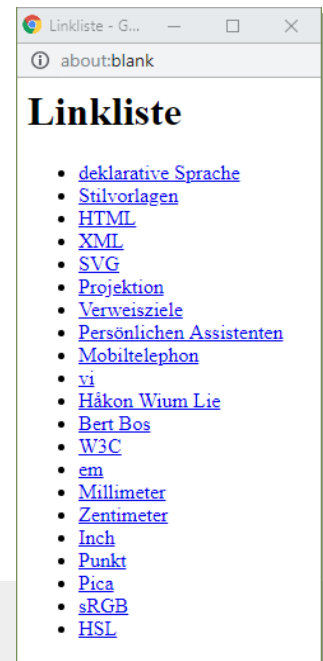 Linkliste - G...
about:blank
Linkliste
deklarative Sprache
Stilvorlagen
HTML
XML
SVG
Projektion
Verweisziele
Persönlichen Assistenten
Mobiltelephon
vi
Håkon Wium Lie
Bert Bos
W3C
em
Millimeter
Zentimeter
Inch
Punkt
Pica
sRGB
HSL